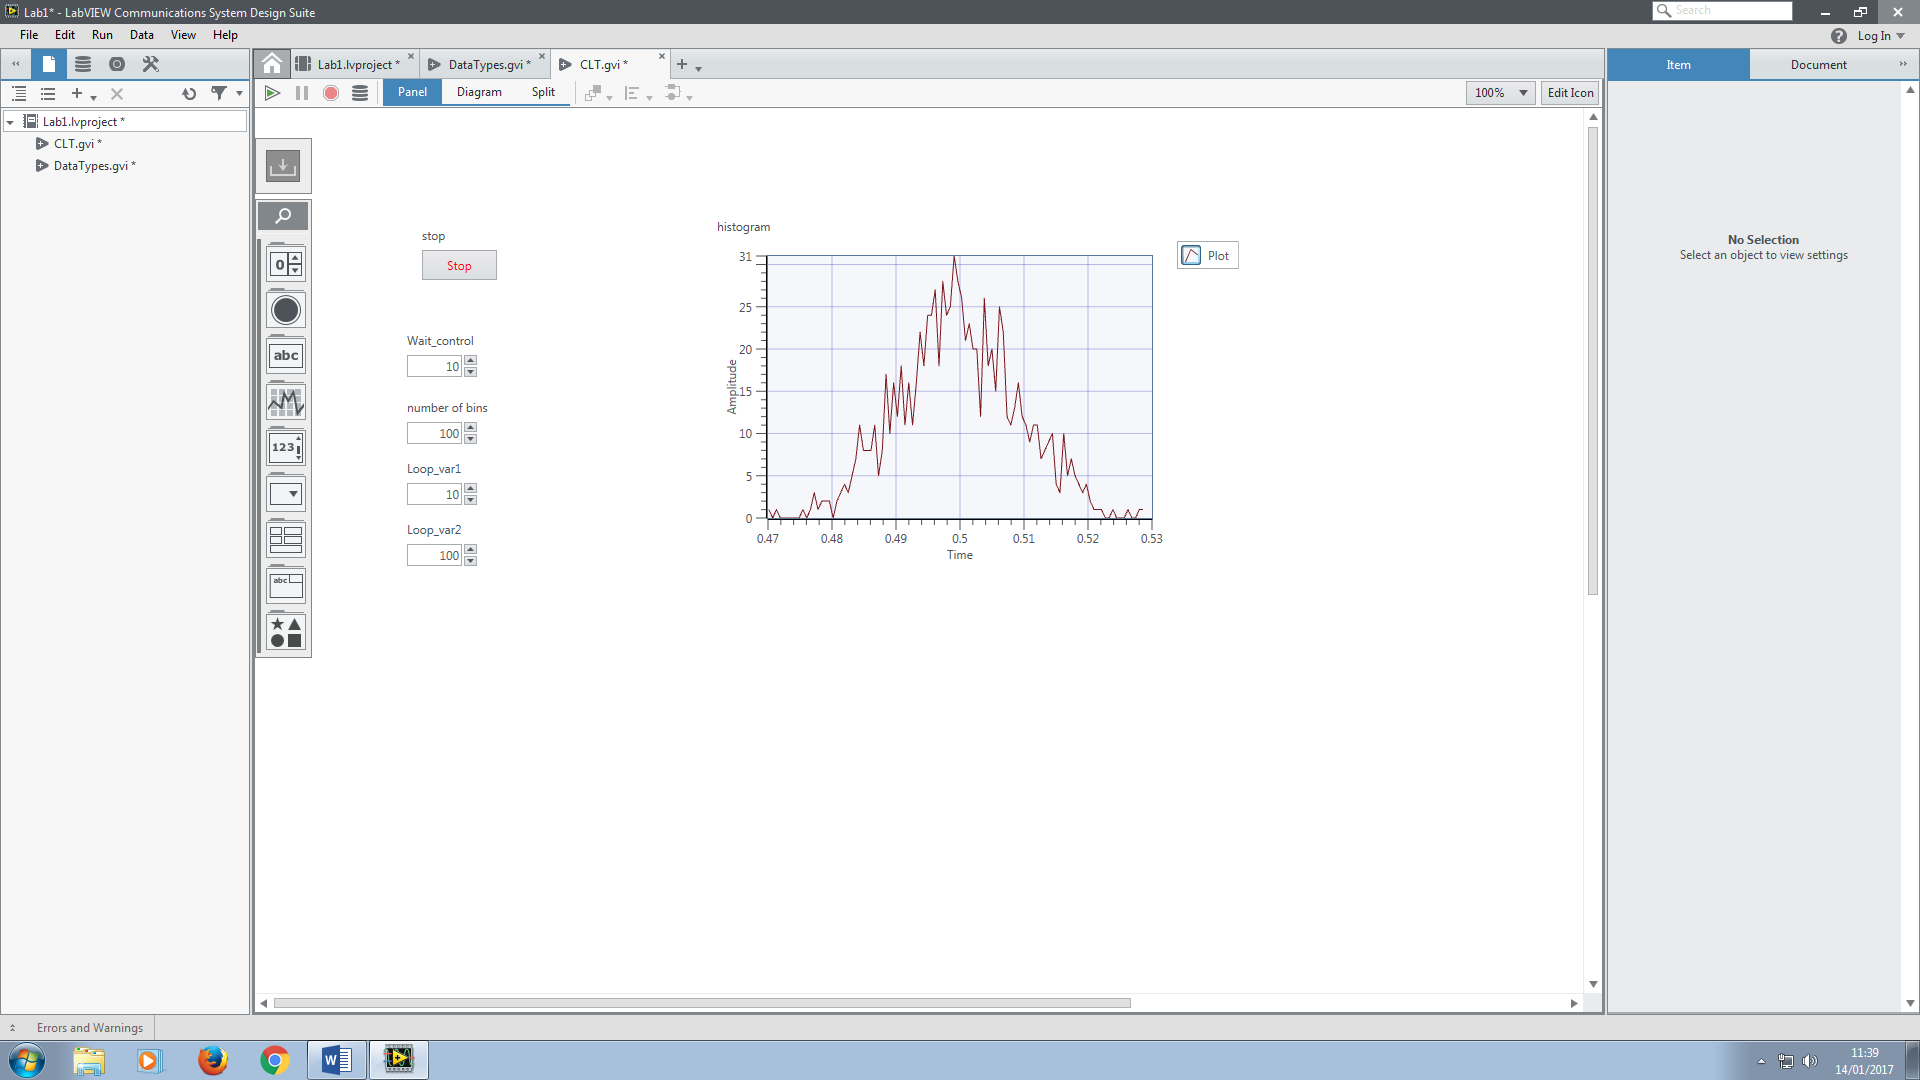 Lab1* - LabVIEW Communications System Design Suite
Search
File Edit Run Data View Help
Log In
Lab1.lvproject *
DataTypes.gvi *
CLT.gvi *
Item
Document
Panel
Diagram
Split
100%
Edit Icon
Lab1.lvproject *
CLT.gvi *
DataTypes.gvi *
No Selection
Select an object to view settings
0
abc
123
abc
stop
Stop
Wait_control
10
number of bins
100
Loop_var1
10
Loop_var2
100
histogram
Plot
Amplitude
31
25
20
15
10
5
0
0.47 0.48 0.49 0.5 0.51 0.52 0.53
Time
Errors and Warnings
W
11:39
14/01/2017